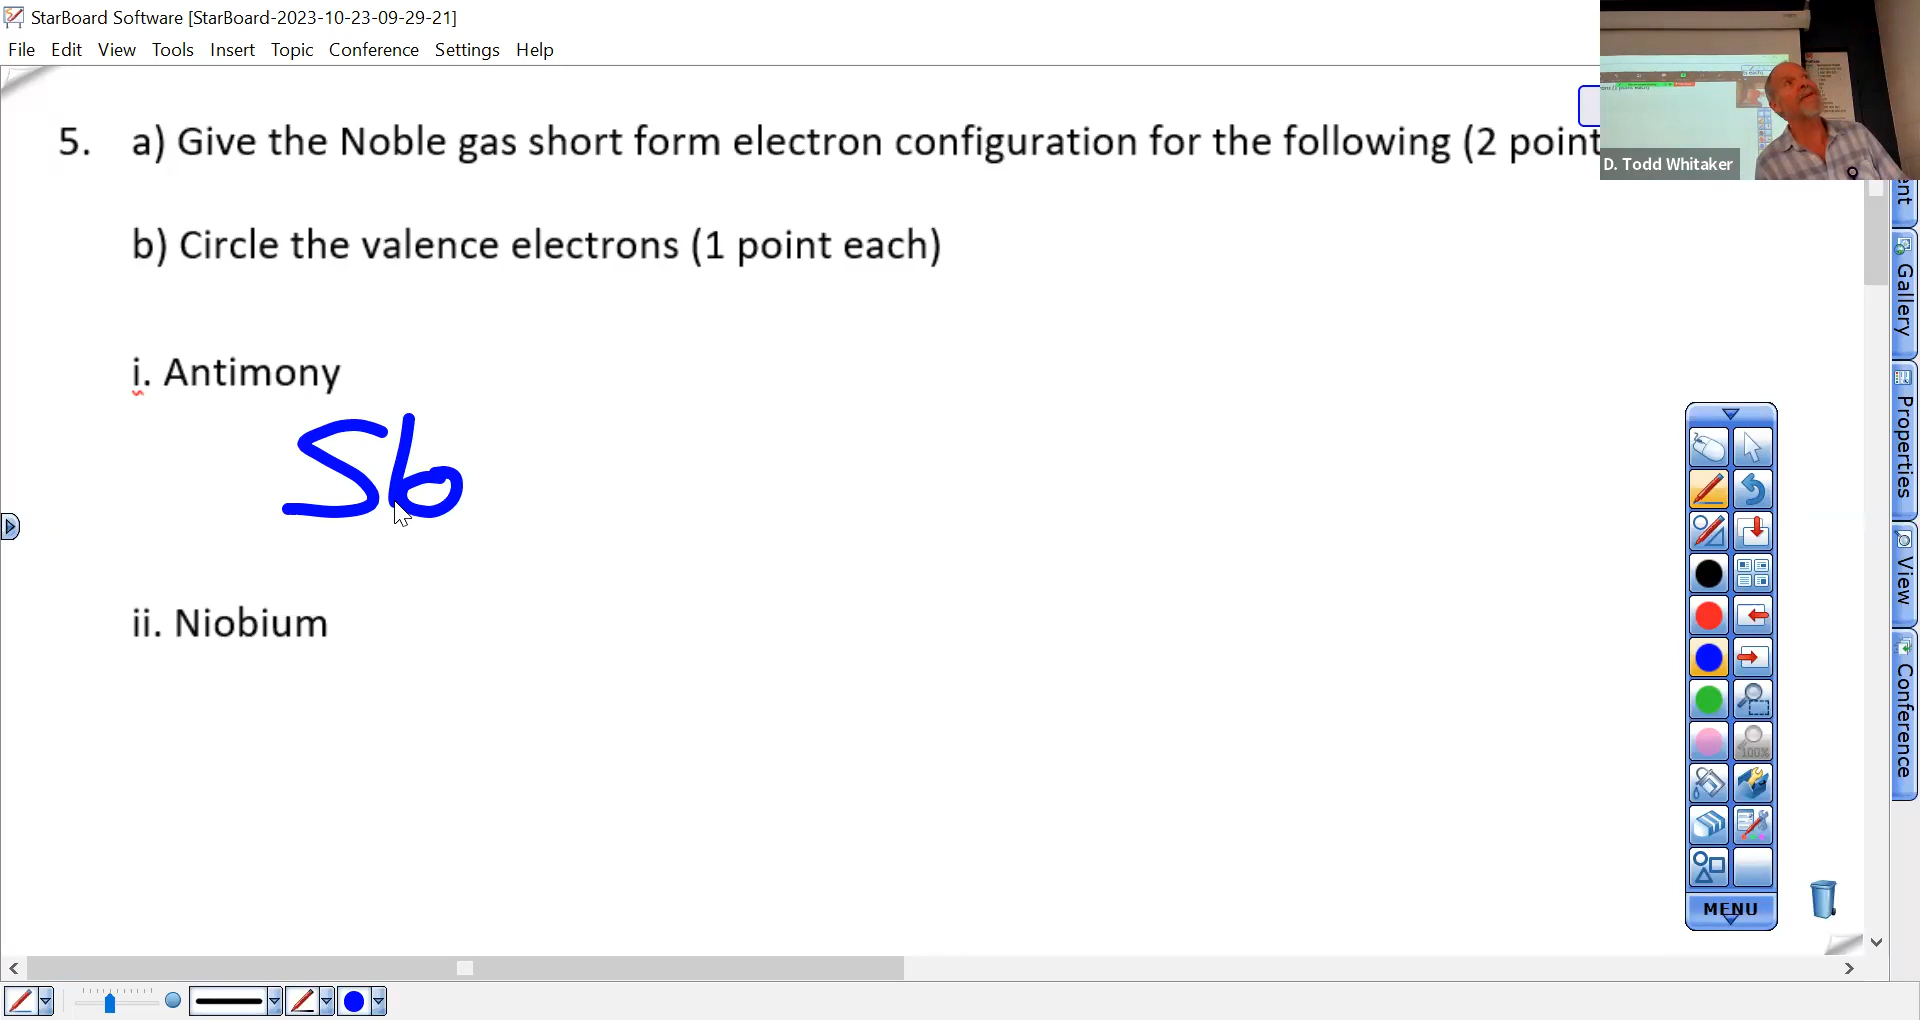 StarBoard Software [StarBoard-2023-10-23-09-29-21]
File Edit View Tools Insert Topic Conference Settings Help
5. a) Give the Noble gas short form electron configuration for the following (2 point
D. Todd Whitaker
b) Circle the valence electrons (1 point each)
i. Antimony
Sb
ii. Niobium
Gallery
Properties
View
Conference
100%
MENU